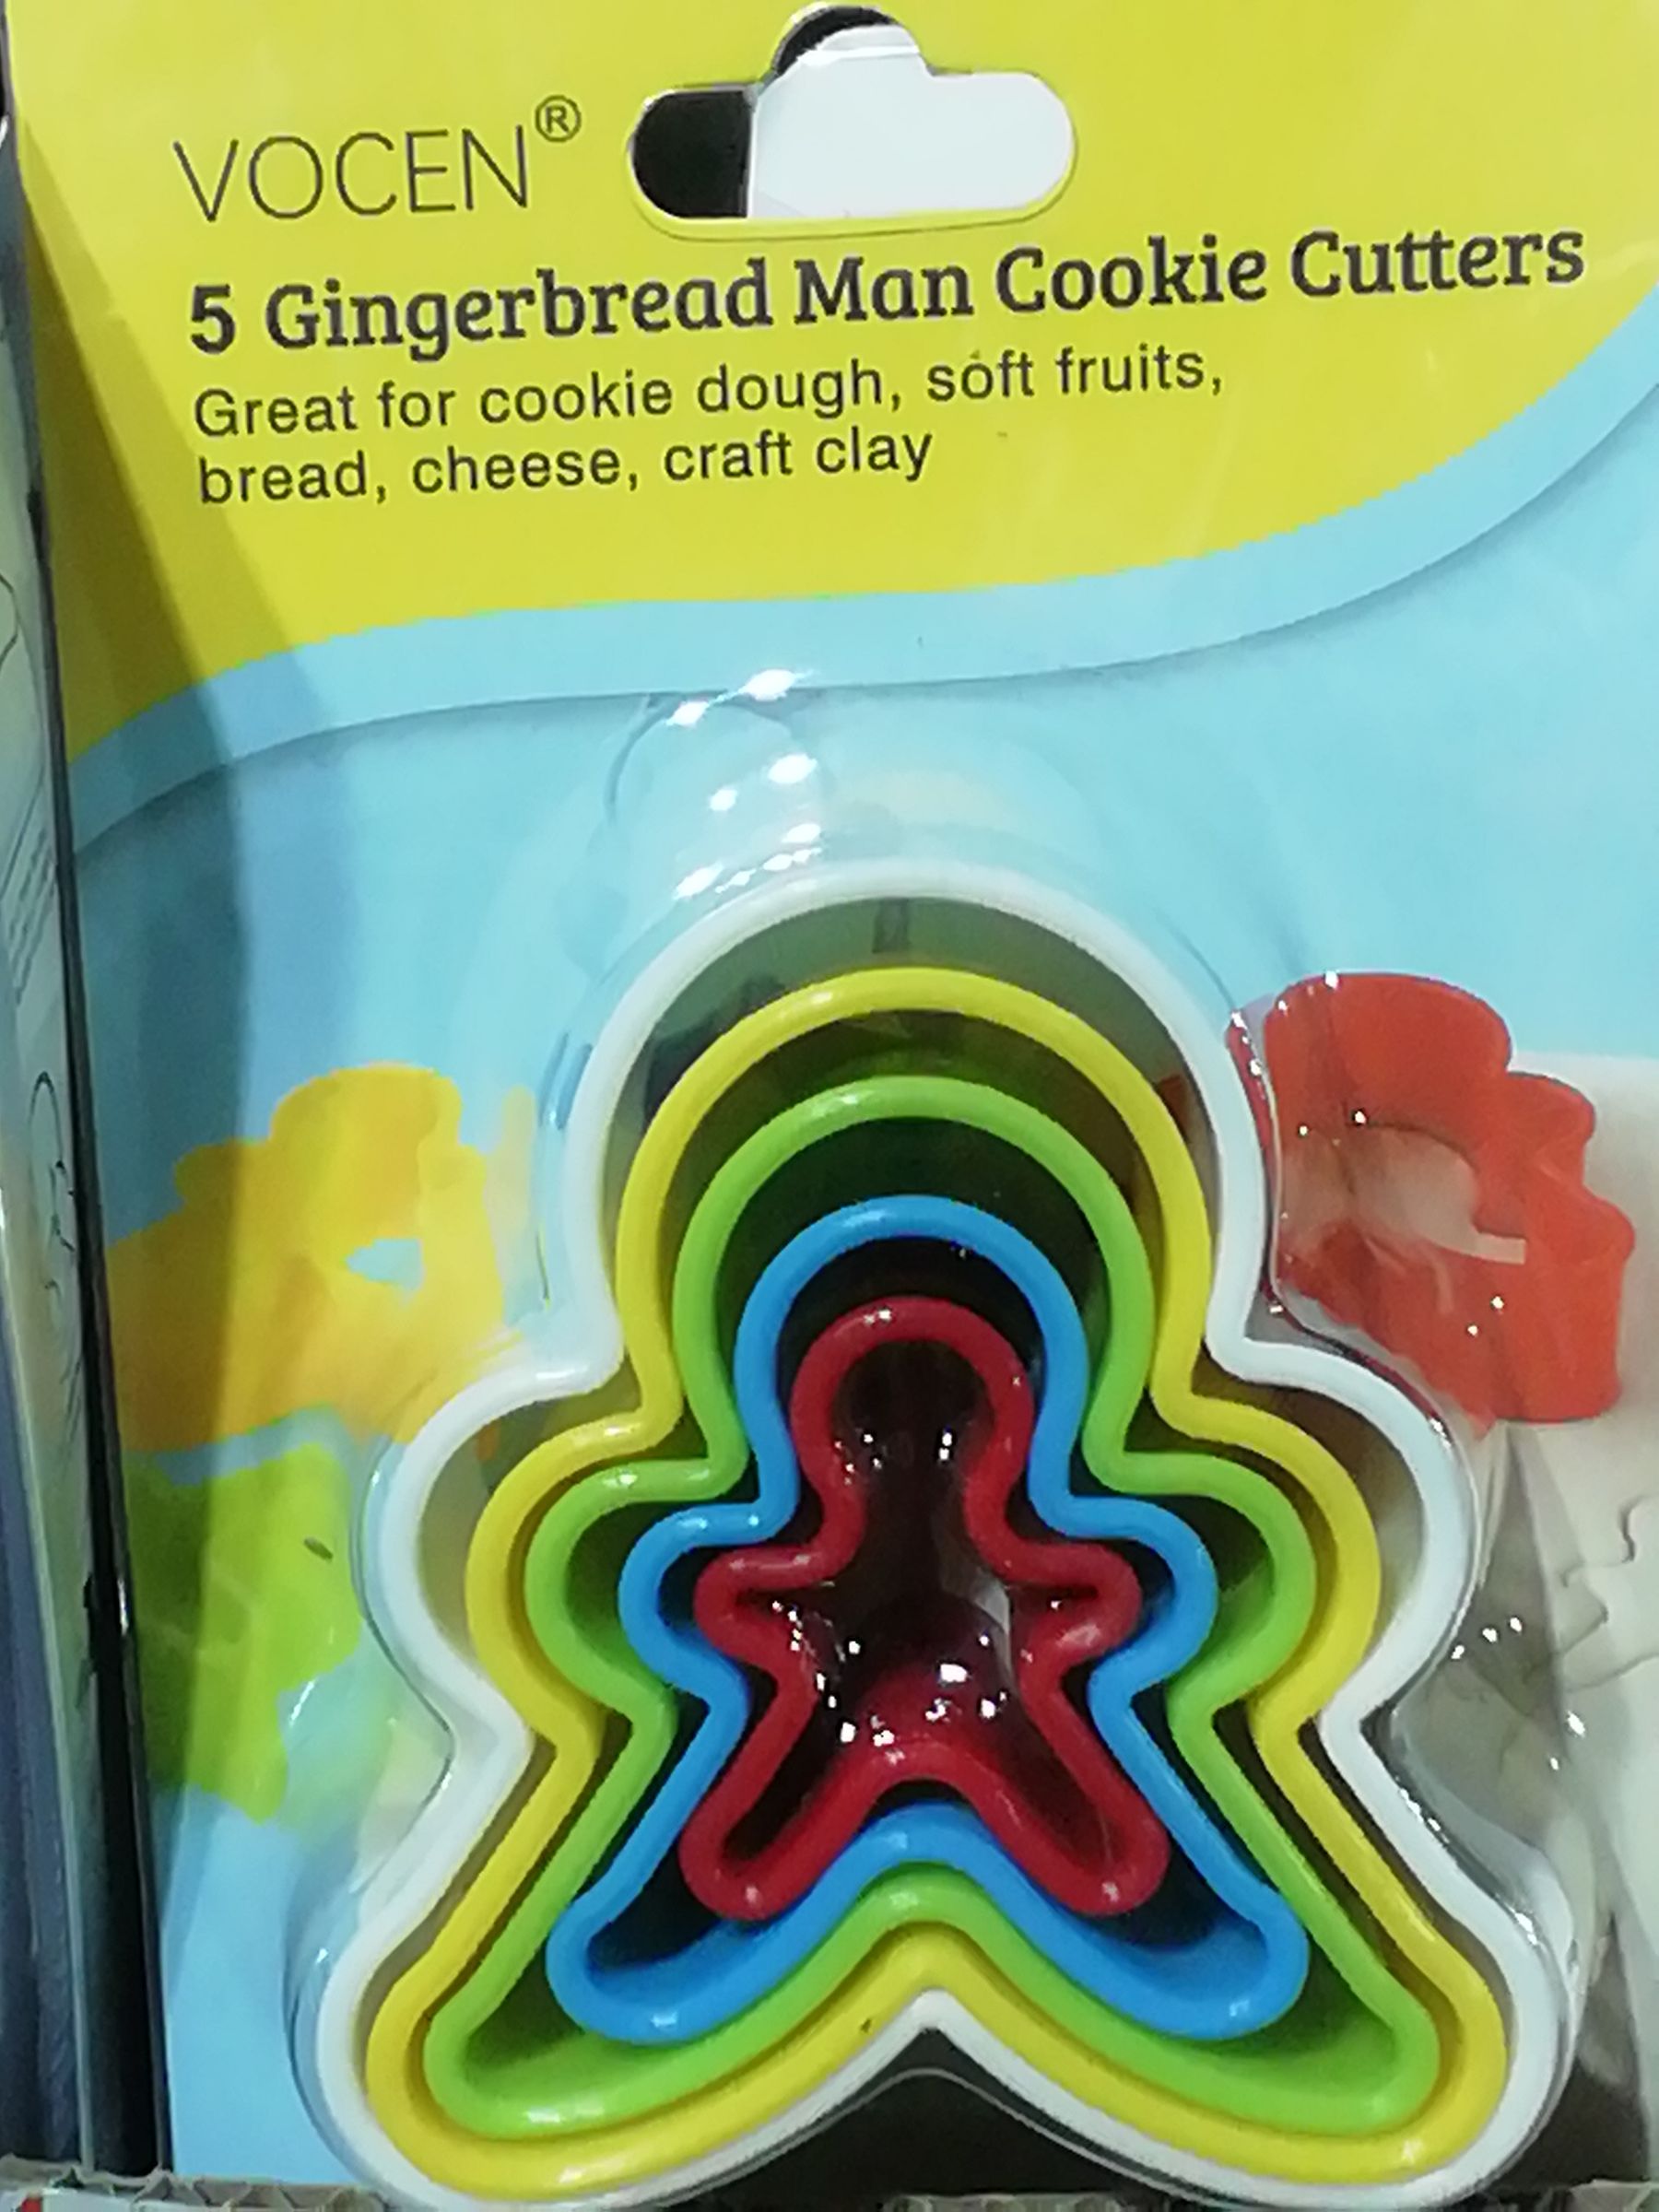 VOCEN®
5 Gingerbread Man Cookie Cutters
Great for cookie dough, soft fruits,
bread, cheese, craft clay